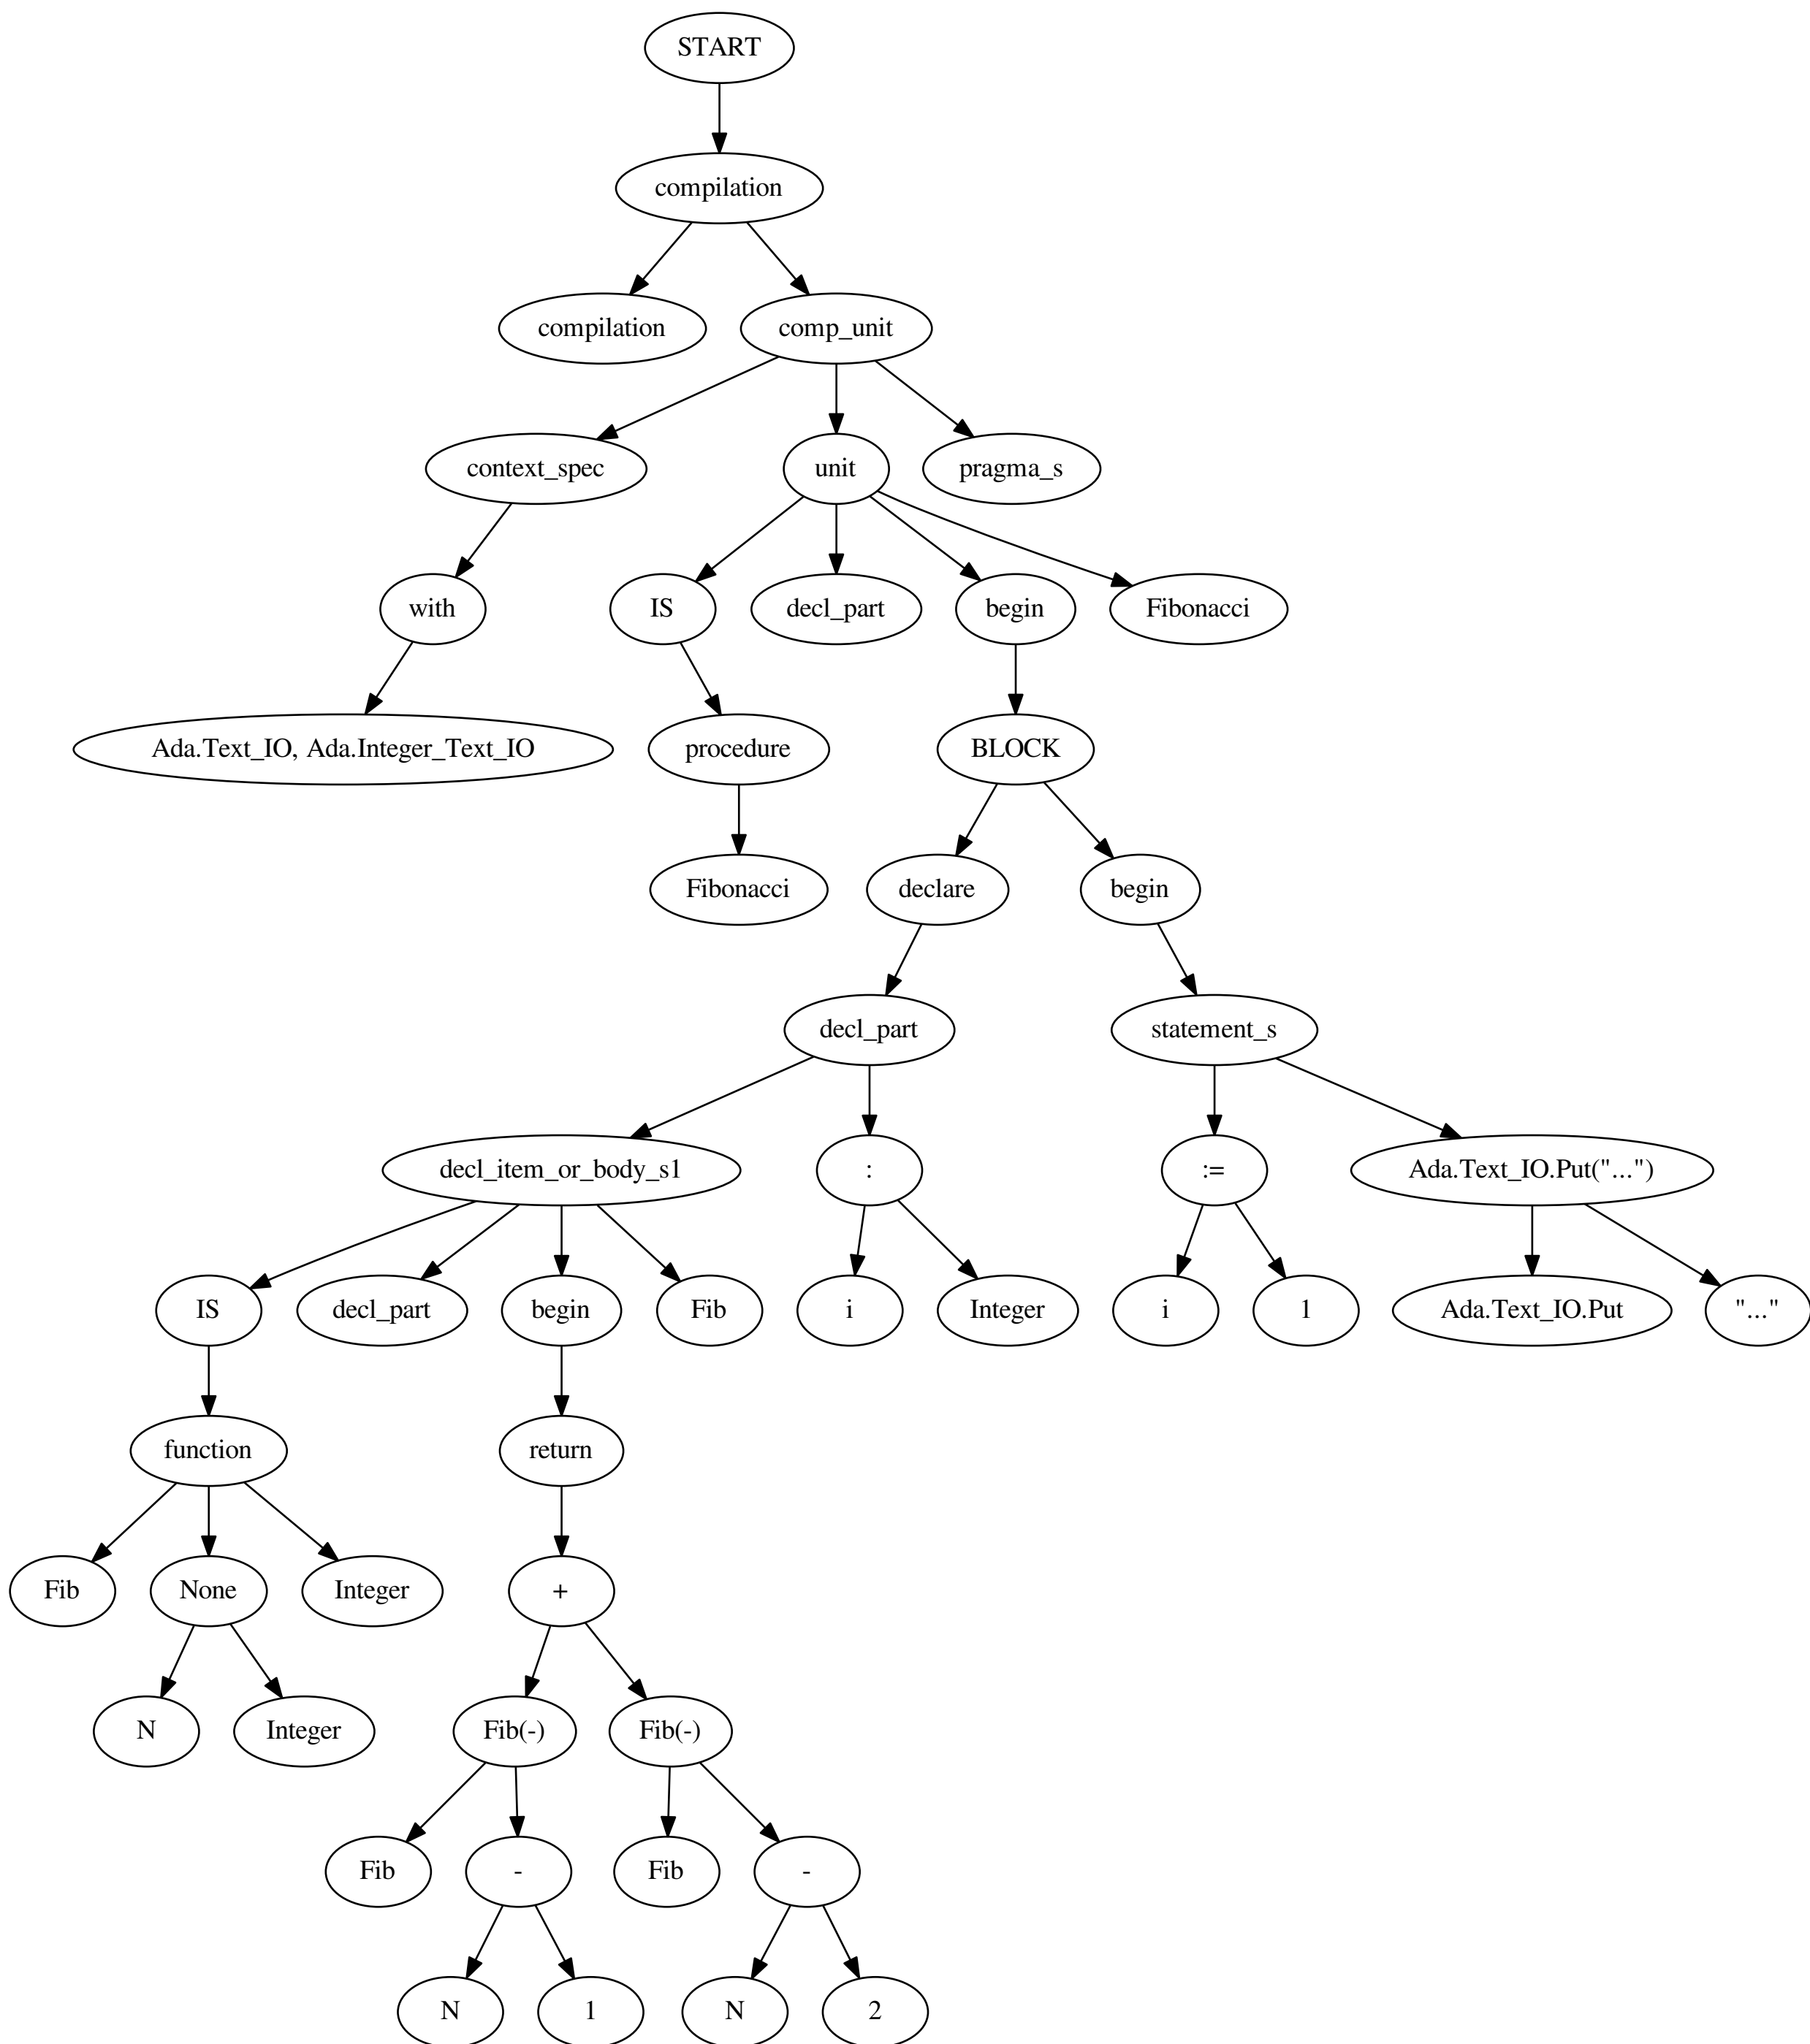 START
compilation
compilation
comp_unit
context_spec
unit
pragma_s
with
IS
decl_part
begin
Fibonacci
Ada.Text_IO, Ada.Integer_Text_IO
procedure
BLOCK
Fibonacci
declare
begin
decl_part
statement_s
decl_item_or_body_s1
:
:=
Ada.Text_IO.Put("...")
IS
decl_part
begin
Fib
i
Integer
i
1
Ada.Text_IO.Put
"..."
function
return
Fib
None
Integer
+
N
Integer
Fib(-)
Fib(-)
Fib
-
Fib
-
N
1
N
2